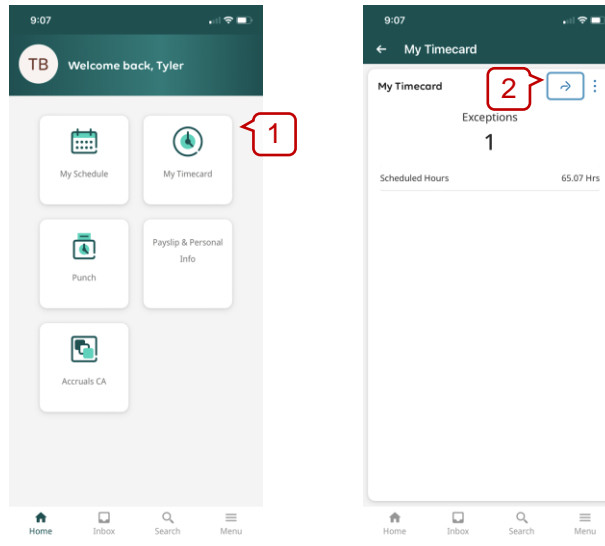 9:07
TB Welcome back, Tyler
1
My Schedule
My Timecard
Punch
Payslip & Personal
Info
Accruals CA
Home Inbox Search Menu
9:07
My Timecard
My Timecard
2
Exceptions
1
Scheduled Hours 65.07 Hrs
Home Inbox Search Menu